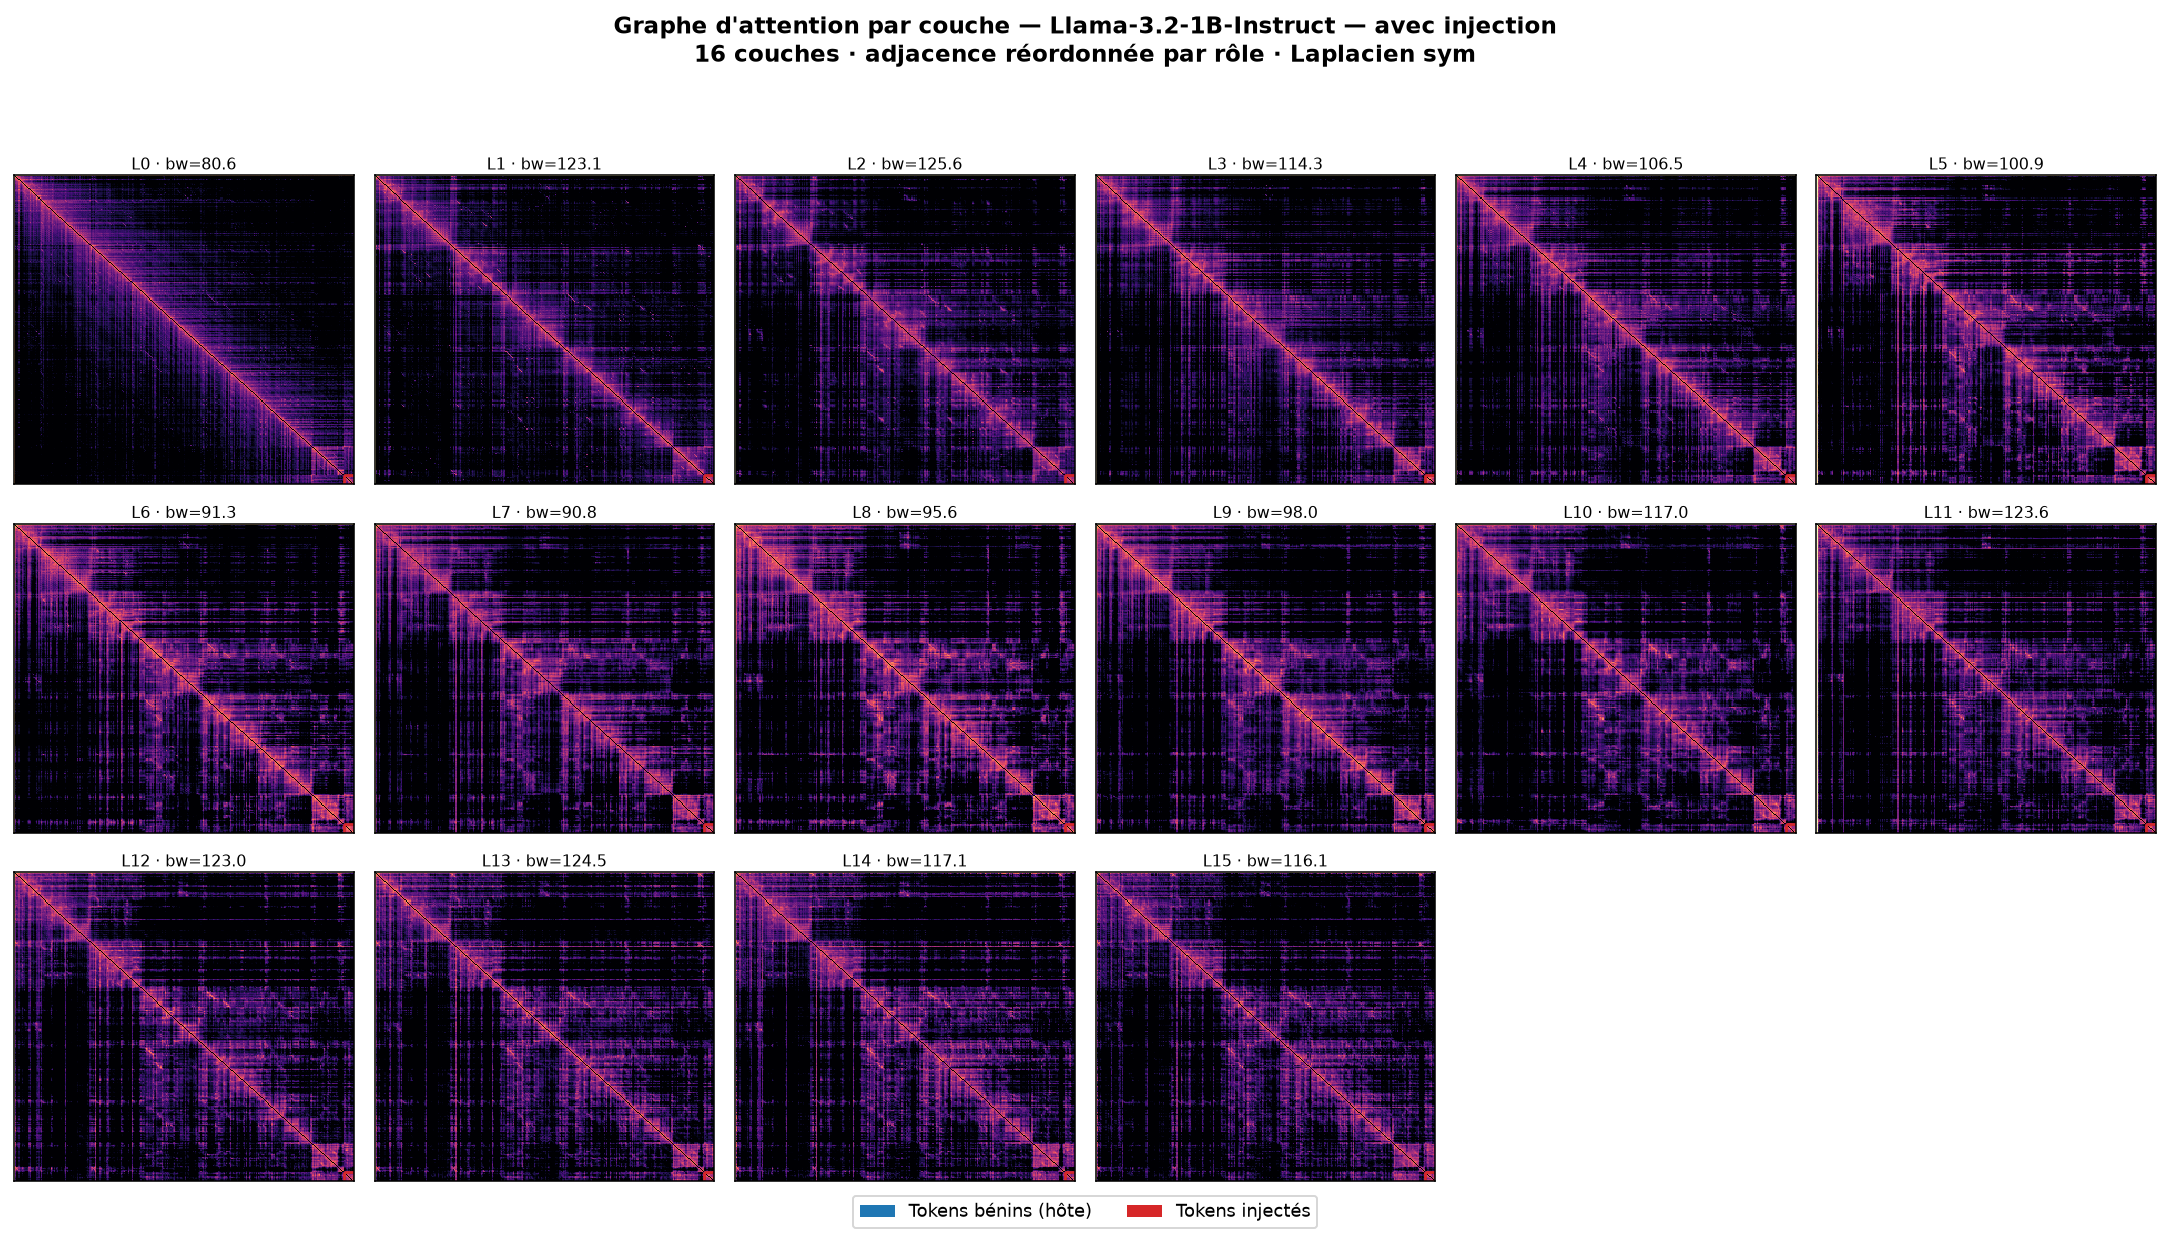 Graphe d'attention par couche — Llama-3.2-1B-Instruct — avec injection
16 couches · adjacence réordonnée par rôle · Laplacien sym
L0 · bw=80.6
L1 · bw=123.1
L2 · bw=125.6
L3 · bw=114.3
L4 · bw=106.5
L5 · bw=100.9
L6 · bw=91.3
L7 · bw=90.8
L8 · bw=95.6
L9 · bw=98.0
L10 · bw=117.0
L11 · bw=123.6
L12 · bw=123.0
L13 · bw=124.5
L14 · bw=117.1
L15 · bw=116.1
Tokens bénins (hôte)
Tokens injectés